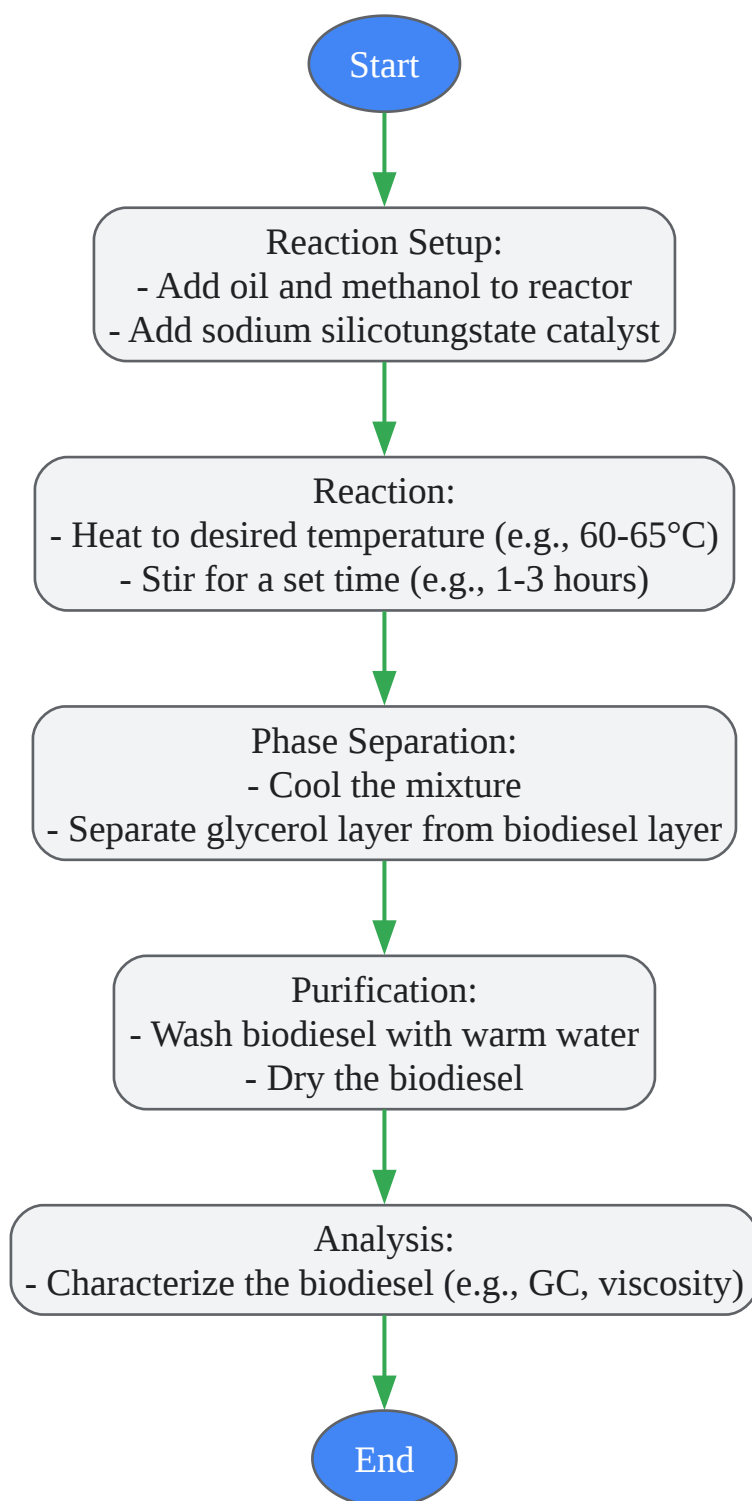 Start
Reaction Setup:
- Add oil and methanol to reactor
- Add sodium silicotungstate catalyst
Reaction:
- Heat to desired temperature (e.g., 60-65°C)
- Stir for a set time (e.g., 1-3 hours)
Phase Separation:
- Cool the mixture
- Separate glycerol layer from biodiesel layer
Purification:
- Wash biodiesel with warm water
- Dry the biodiesel
Analysis:
- Characterize the biodiesel (e.g., GC, viscosity)
End